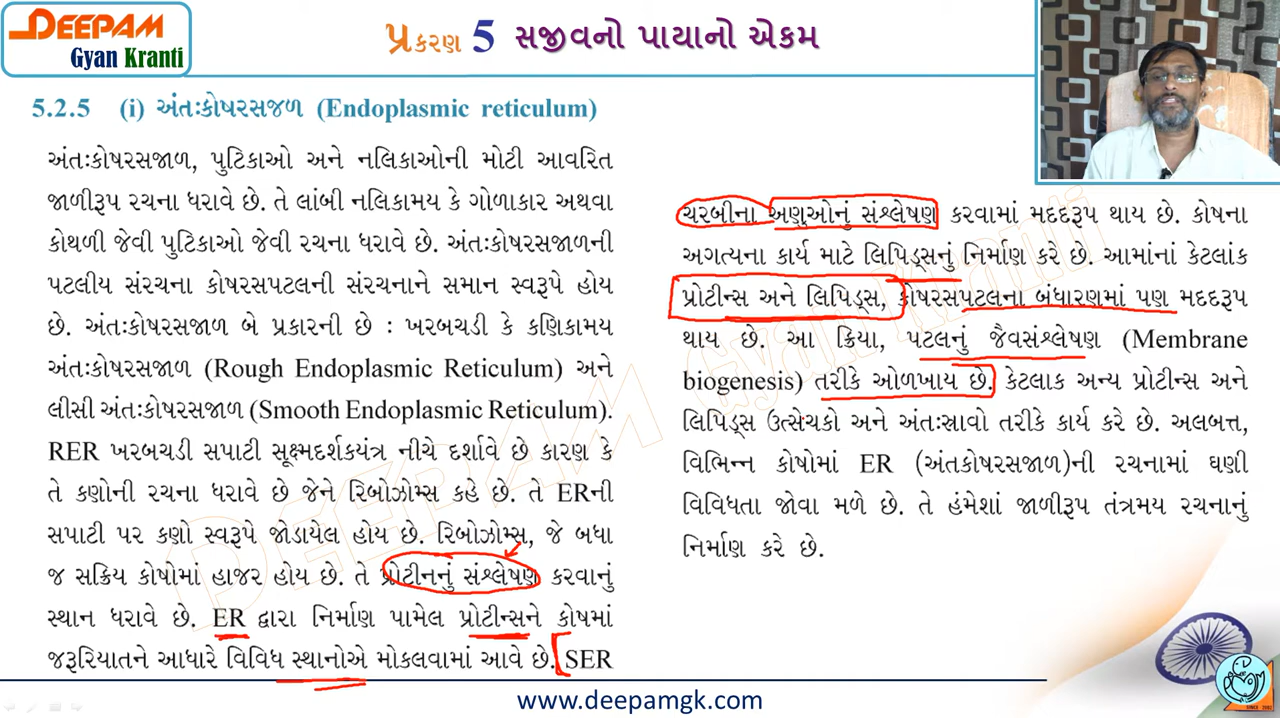 DEEPAM
Gyan Kranti
પ્રકરણ 5 સજીવનો પાયાનો એકમ
5.2.5 (i) અંતઃકોષરસજળ (Endoplasmic reticulum)
અંતઃકોષરસજાળ, પુટિકાઓ અને નલિકાઓની મોટી આવરિત
જાળીરૂપ રચના ધરાવે છે. તે લાંબી નલિકામય કે ગોળાકાર અથવા
કોથળી જેવી પુટિકાઓ જેવી રચના ધરાવે છે. અંતઃકોષરસજાળની
પટલીય સંરચના કોષરસપટલની સંરચનાને સમાન સ્વરૂપે હોય
છે. અંતઃકોષરસજાળ બે પ્રકારની છે : ખરબચડી કે કણિકામય
અંતઃકોષરસજાળ (Rough Endoplasmic Reticulum) અને
લીસી અંતઃકોષરસજાળ (Smooth Endoplasmic Reticulum).
RER ખરબચડી સપાટી સૂક્ષ્મદર્શકયંત્ર નીચે દર્શાવે છે કારણ કે
તે કણોની રચના ધરાવે છે જેને રિબોઝોમ્સ કહે છે. તે ERની
સપાટી પર કણો સ્વરૂપે જોડાયેલ હોય છે. રિબોઝોમ્સ, જે બધા
જ સક્રિય કોષોમાં હાજર હોય છે. તે પ્રોટીનનું સંશ્લેષણ કરવાનું
સ્થાન ધરાવે છે. ER દ્વારા નિર્માણ પામેલ પ્રોટીન્સને કોષમાં
જરૂરિયાતને આધારે વિવિધ સ્થાનોએ મોકલવામાં આવે છે. SER
ચરબીના અણુઓનું સંશ્લેષણ કરવામાં મદદરૂપ થાય છે. કોષના
અગત્યના કાર્ય માટે લિપિડ્સનું નિર્માણ કરે છે. આમાંનાં કેટલાંક
પ્રોટીન્સ અને લિપિડ્સ, કોષરસપટલના બંધારણમાં પણ મદદરૂપ
થાય છે. આ ક્રિયા, પટલનું જૈવસંશ્લેષણ (Membrane
biogenesis) તરીકે ઓળખાય છે. કેટલાક અન્ય પ્રોટીન્સ અને
લિપિડ્સ ઉત્સેચકો અને અંતઃસ્રાવો તરીકે કાર્ય કરે છે. અલબત્ત,
વિભિન્ન કોષોમાં ER (અંતકોષરસજાળ)ની રચનામાં ઘણી
વિવિધતા જોવા મળે છે. તે હંમેશાં જાળીરૂપ તંત્રમય રચનાનું
નિર્માણ કરે છે.
DEEPAM Gyan Kranti
www.deepamgk.com
SINCE 2002